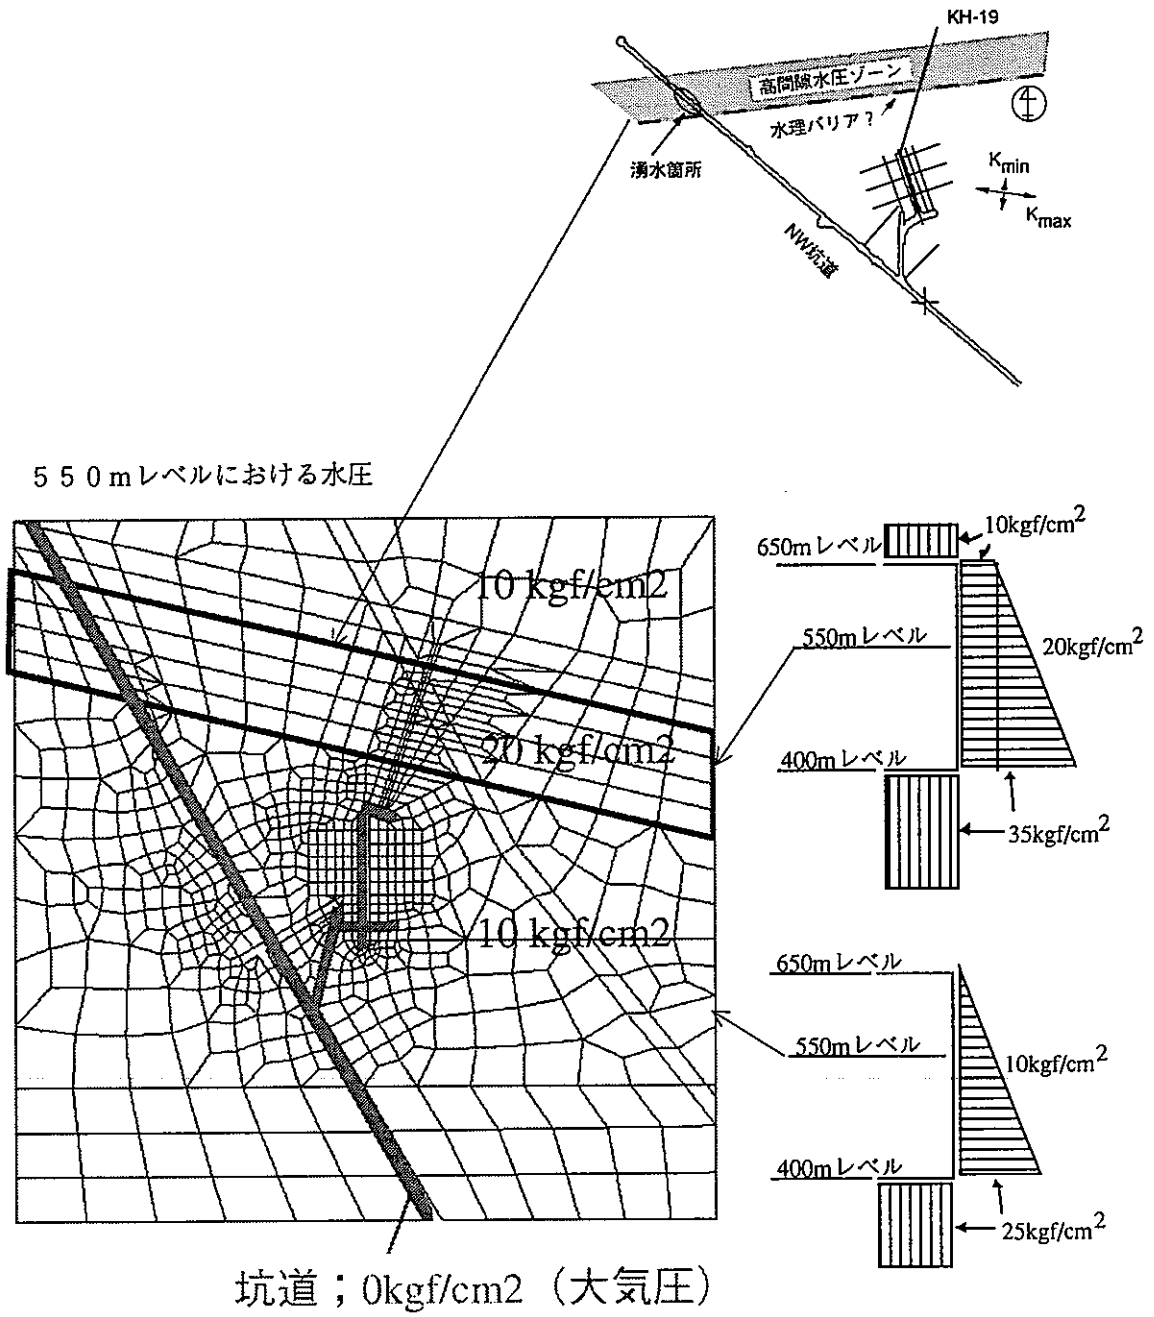 KH-19
高間隙水圧ゾーン
水理バリア？
湧水箇所
Kmin
Kmax
NW坑道
５５０ｍレベルにおける水圧
10 kgf/cm2
20 kgf/cm2
10 kgf/cm2
坑道；0kgf/cm2（大気圧）
10kgf/cm2
650mレベル
550mレベル
20kgf/cm2
400mレベル
35kgf/cm2
650mレベル
550mレベル
10kgf/cm2
400mレベル
25kgf/cm2